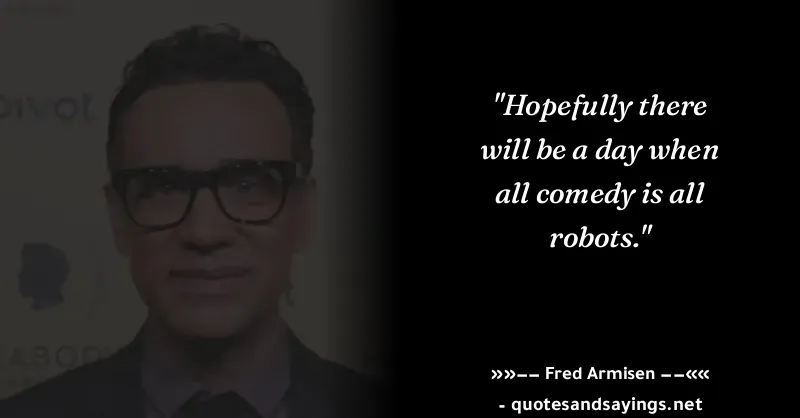 "Hopefully there
will be a day when
all comedy is all
robots."
»»−− Fred Armisen −−««
- quotesandsayings.net